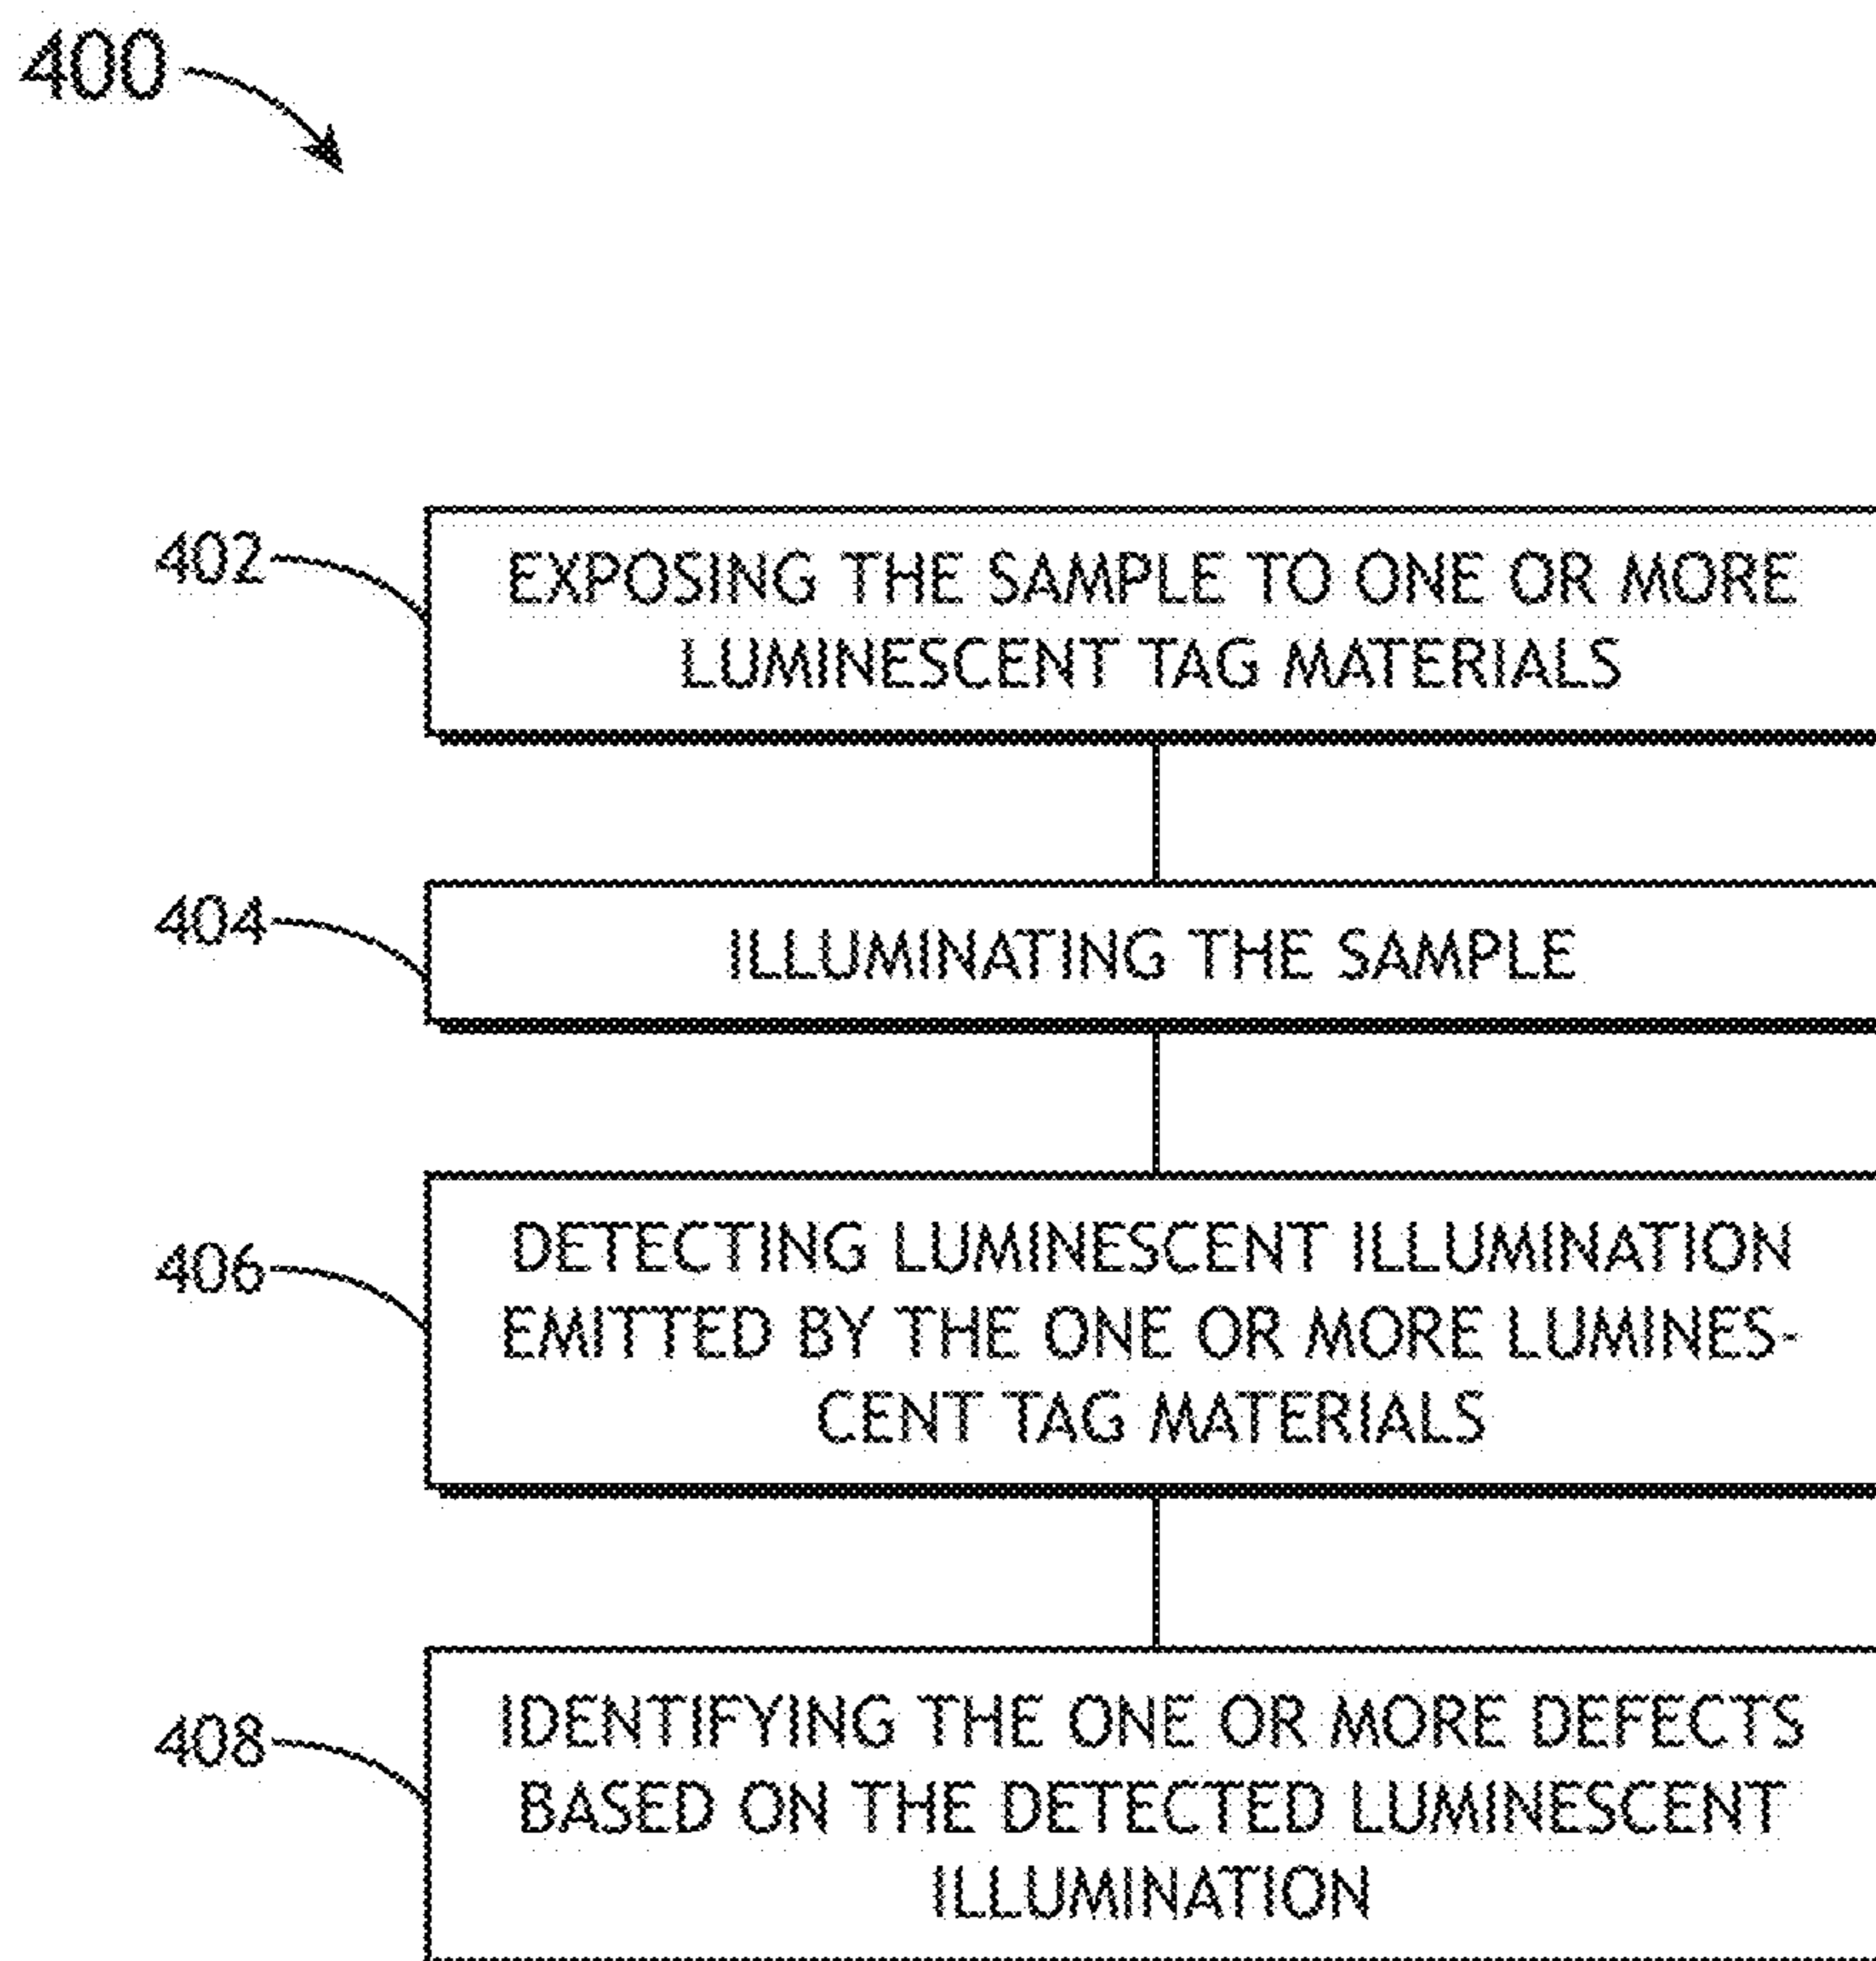 400
402
EXPOSING THE SAMPLE TO ONE OR MORE
LUMINESCENT TAG MATERIALS
404
ILLUMINATING THE SAMPLE
406
DETECTING LUMINESCENT ILLUMINATION
EMITTED BY THE ONE OR MORE LUMINES-
CENT TAG MATERIALS
408
IDENTIFYING THE ONE OR MORE DEFECTS
BASED ON THE DETECTED LUMINESCENT
ILLUMINATION